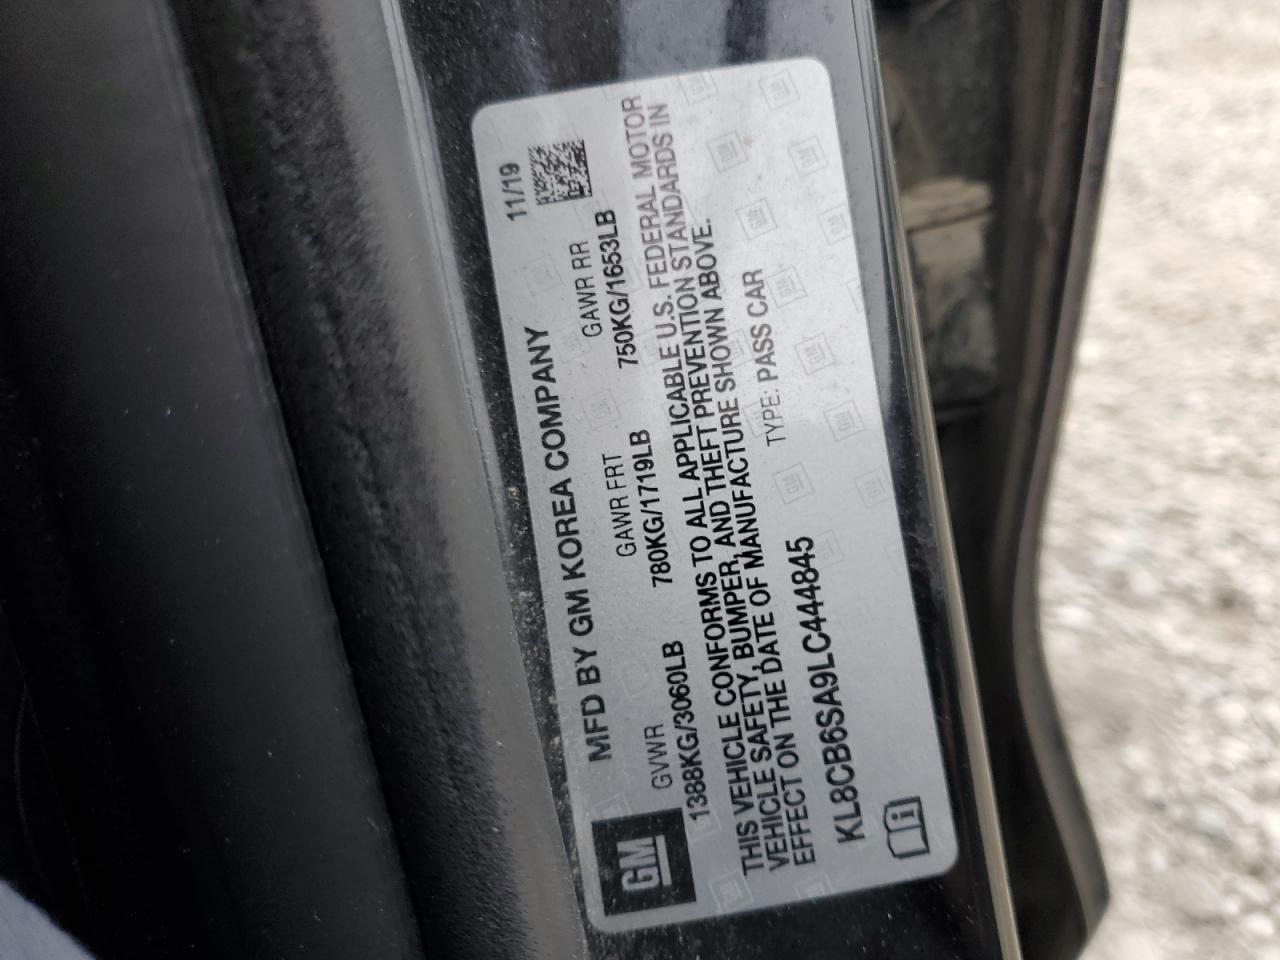 MFD BY GM KOREA COMPANY 11/19
GM
GVWR GAWR FRT GAWR RR
1388KG/3060LB 780KG/1719LB 750KG/1653LB
THIS VEHICLE CONFORMS TO ALL APPLICABLE U.S. FEDERAL MOTOR
VEHICLE SAFETY, BUMPER, AND THEFT PREVENTION STANDARDS IN
EFFECT ON THE DATE OF MANUFACTURE SHOWN ABOVE.
KL8CB6SA9LC444845 TYPE: PASS CAR